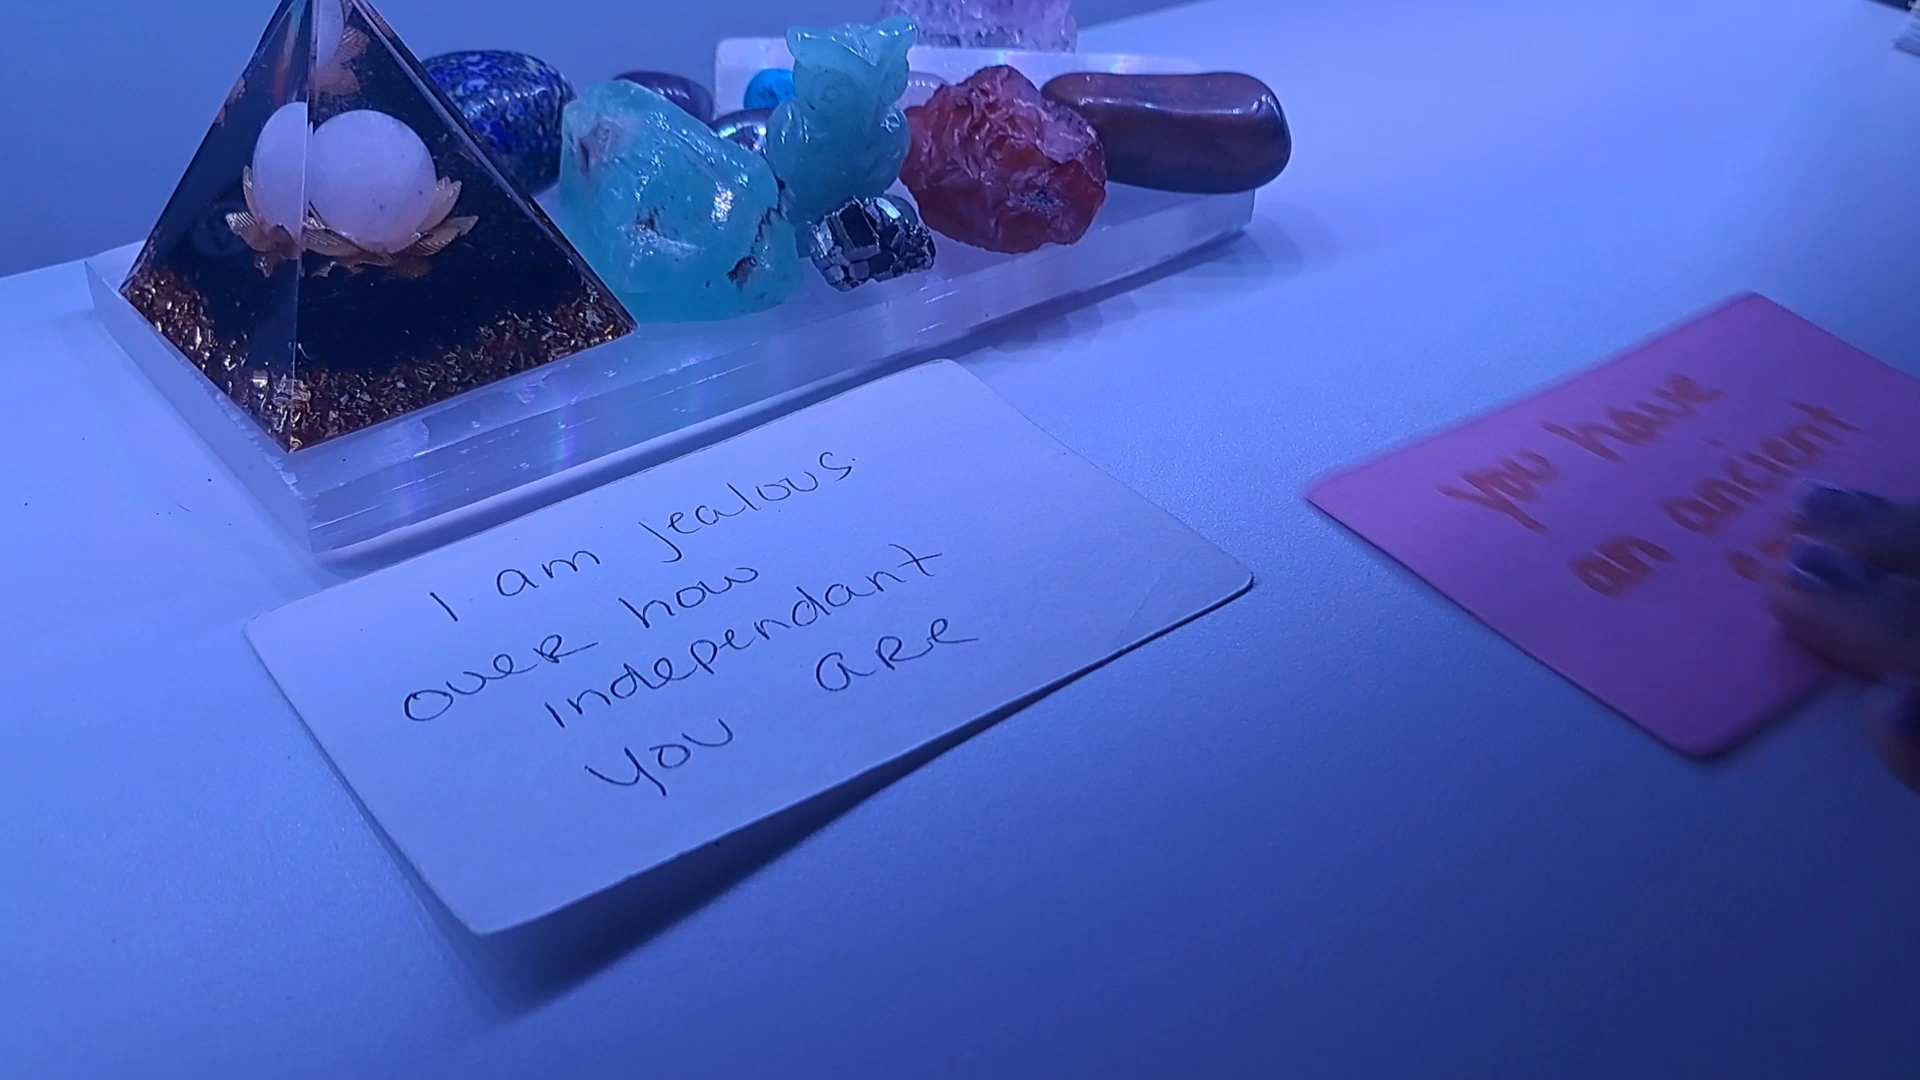 I am jealous
over how
independant
you are
you have
an ancient